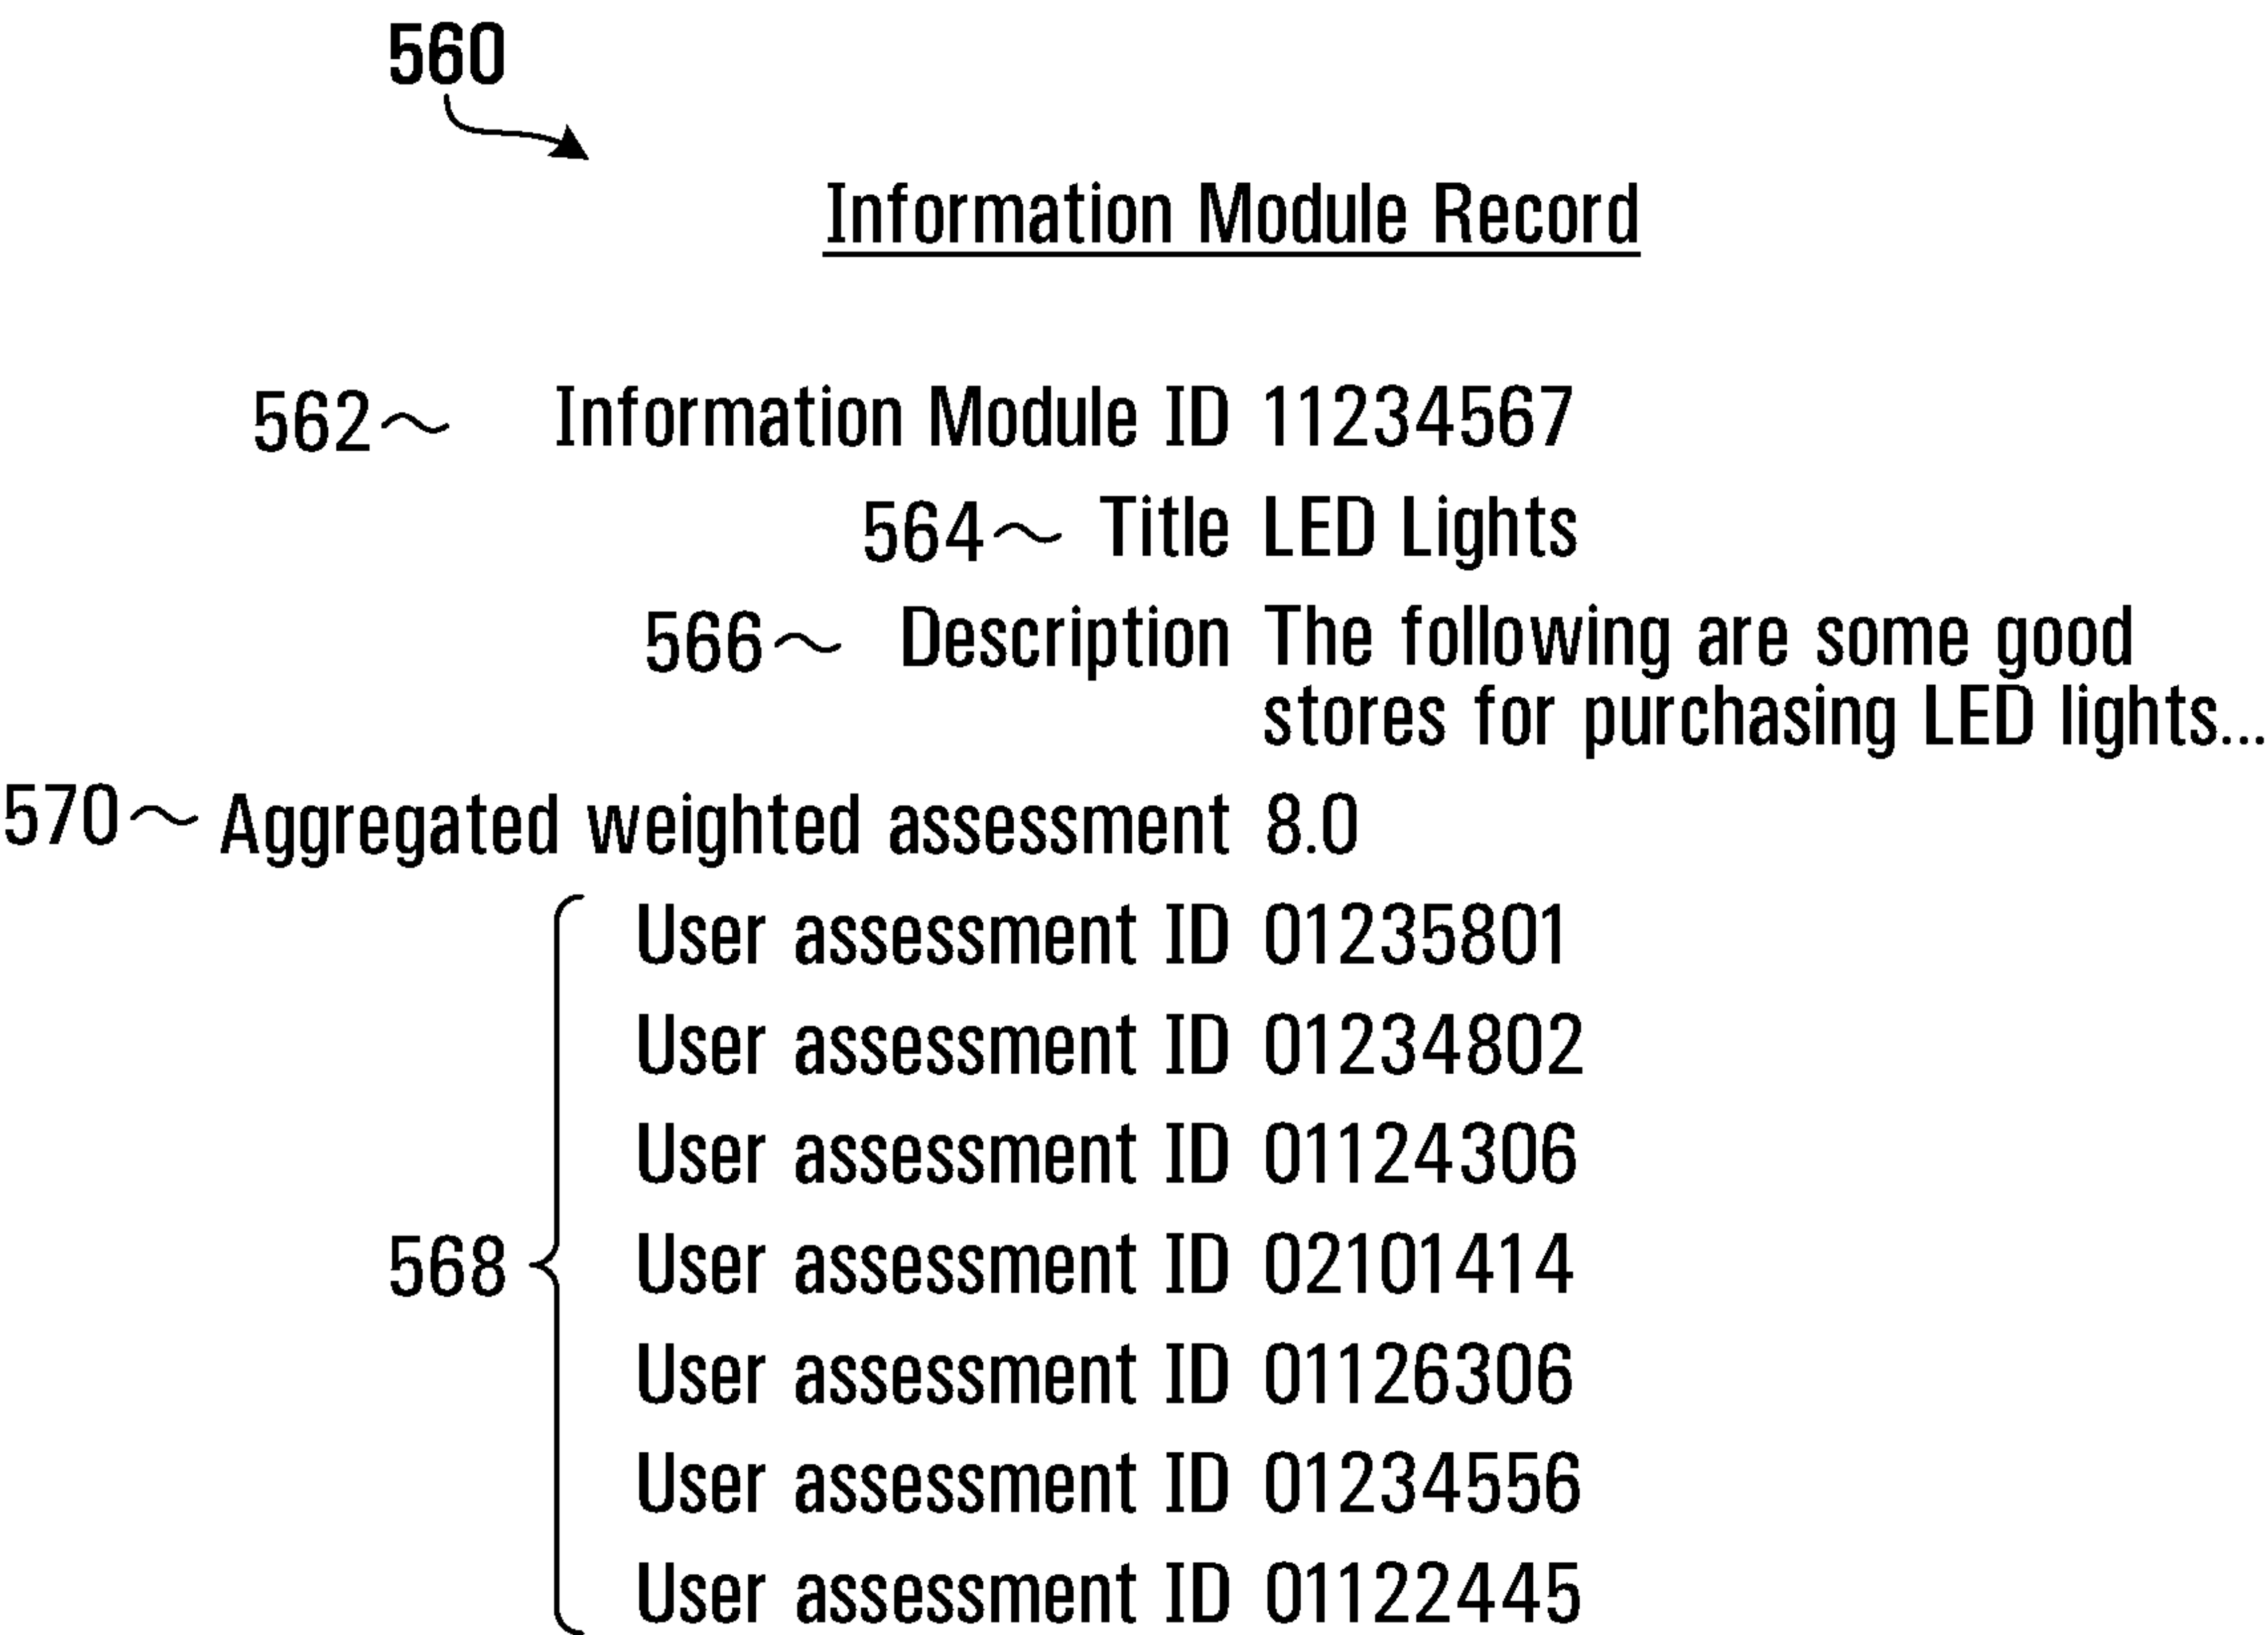 560
Information Module Record
562 Information Module ID 11234567
564 Title LED Lights
566 Description The following are some good
stores for purchasing LED lights...
570 Aggregated weighted assessment 8.0
User assessment ID 01235801
User assessment ID 01234802
User assessment ID 01124306
568 User assessment ID 02101414
User assessment ID 01126306
User assessment ID 01234556
User assessment ID 01122445